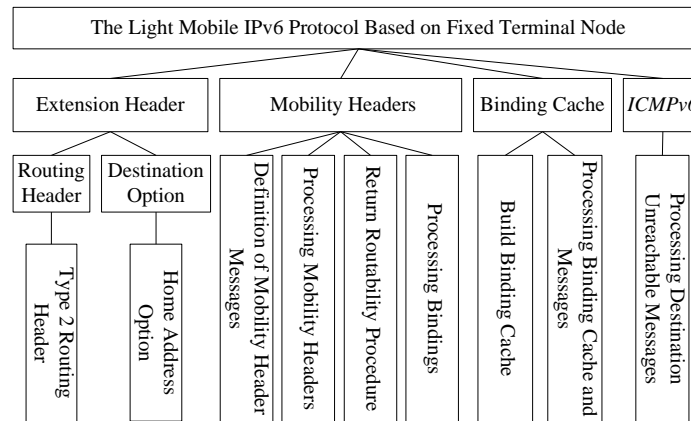 The Light Mobile IPv6 Protocol Based on Fixed Terminal Node
Extension Header
Mobility Headers
Binding Cache
ICMPv6
Routing
Header
Destination
Option
Type 2 Routing
Header
Home Address
Option
Definition of Mobility Header
Messages
Processing Mobility Headers
Return Routability Procedure
Processing Bindings
Build Binding Cache
Processing Binding Cache and
Messages
Processing Destination
Unreachable Messages